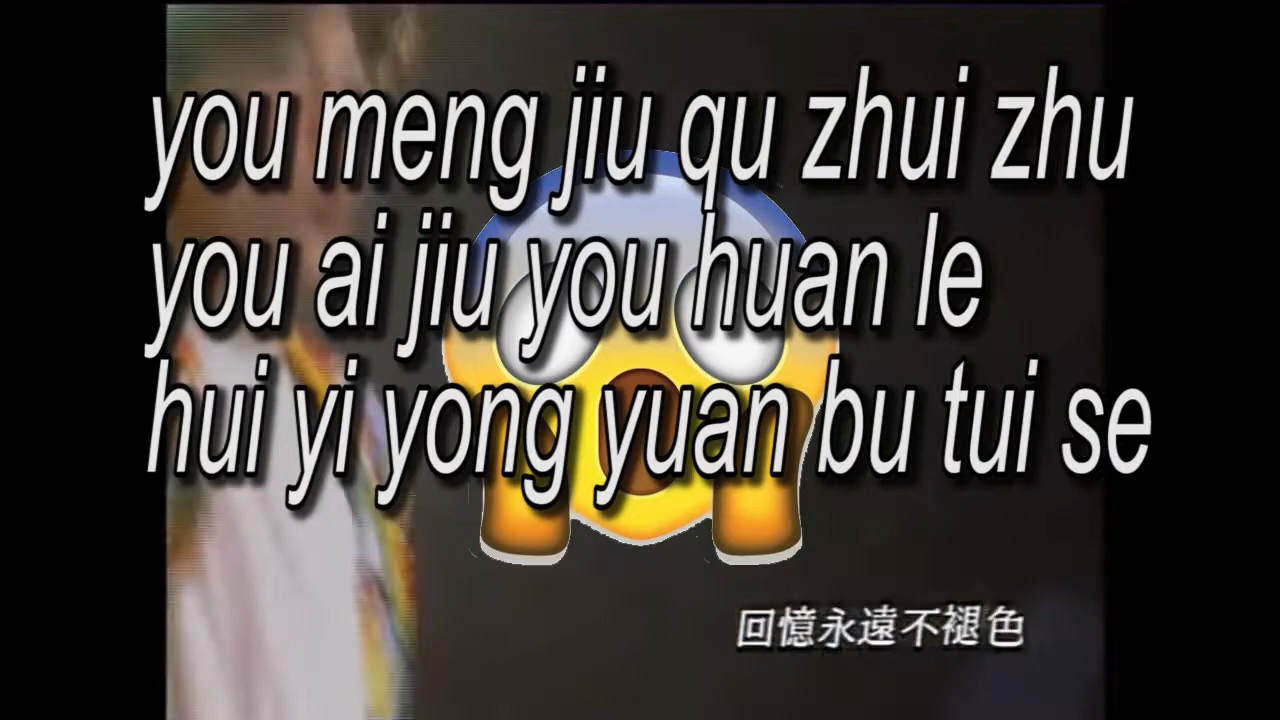 you meng jiu qu zhui zhu
you ai jiu you huan le
hui yi yong yuan bu tui se
回憶永遠不褪色